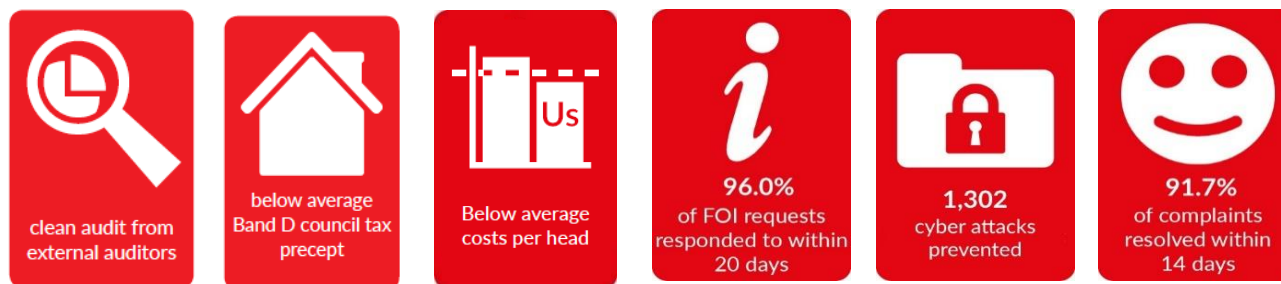 clean audit from
external auditors
below average
Band D council tax
precept
Us
Below average
costs per head
96.0%
of FOI requests
responded to within
20 days
1,302
cyber attacks
prevented
91.7%
of complaints
resolved within
14 days